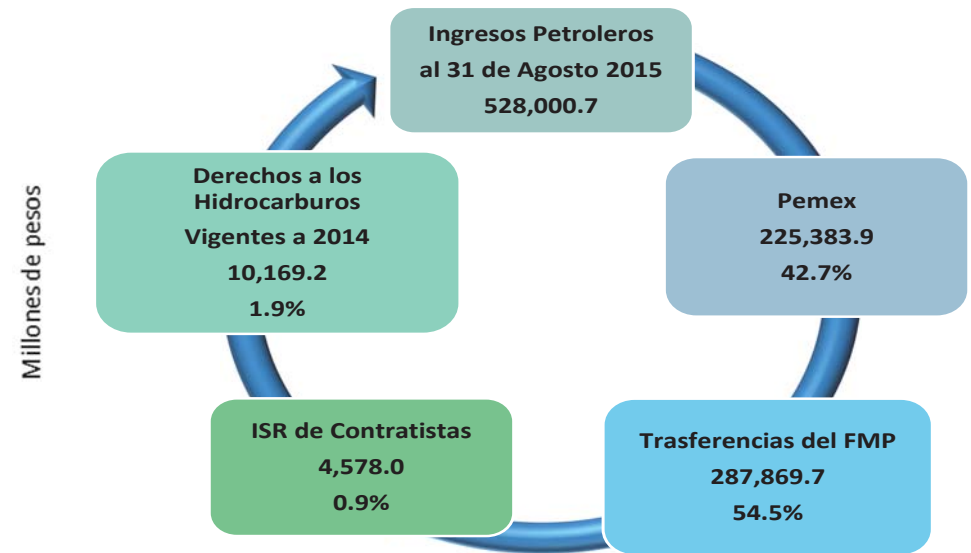 Ingresos Petroleros
al 31 de Agosto 2015
528,000.7
Pemex
225,383.9
42.7%
Trasferencias del FMP
287,869.7
54.5%
ISR de Contratistas
4,578.0
0.9%
Derechos a los
Hidrocarburos
Vigentes a 2014
10,169.2
1.9%
Millones de pesos